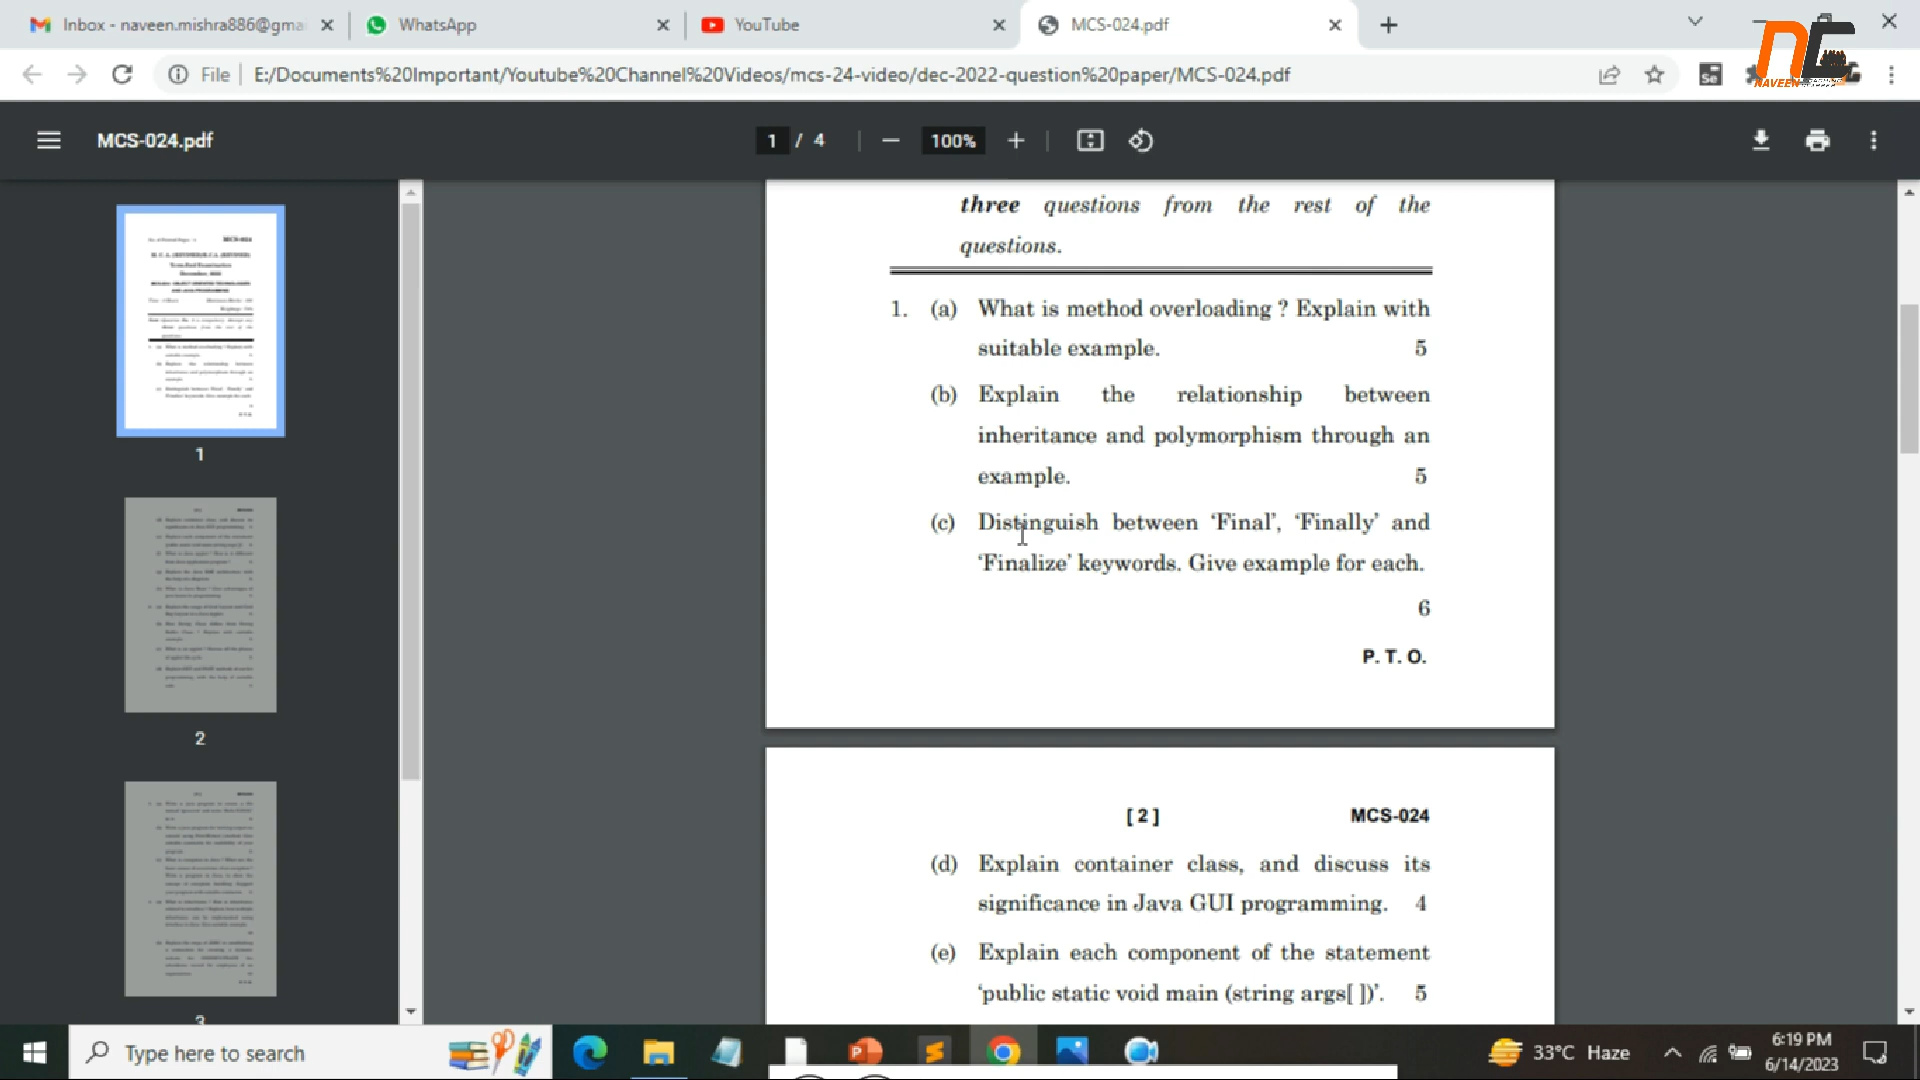 Inbox - naveen.mishra886@gma
WhatsApp
YouTube
MCS-024.pdf
File
E:/Documents%20Important/Youtube%20Channel%20Videos/mcs-24-video/dec-2022-question%20paper/MCS-024.pdf
Se
NAVEEN
MCS-024.pdf
1 / 4
100%
three questions from the rest of the
questions.
1. (a) What is method overloading ? Explain with
suitable example. 5
(b) Explain the relationship between
inheritance and polymorphism through an
example. 5
(c) Distinguish between ‘Final’, ‘Finally’ and
‘Finalize’ keywords. Give example for each.
6
P. T. O.
[ 2 ] MCS-024
(d) Explain container class, and discuss its
significance in Java GUI programming. 4
(e) Explain each component of the statement
‘public static void main (string args[ ])’. 5
1
2
3
Type here to search
33°C Haze
6:19 PM
6/14/2023